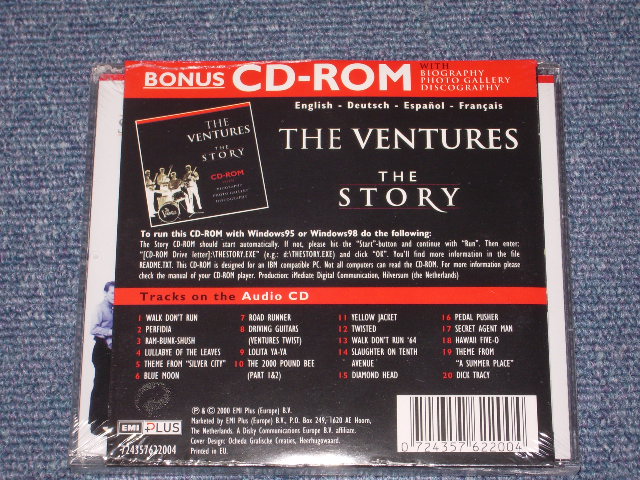 BONUS CD-ROM WITH
BIOGRAPHY
PHOTO GALLERY
DISCOGRAPHY
English - Deutsch - Español - Français
THE
VENTURES
THE
STORY
CD-ROM
WITH
BIOGRAPHY
PHOTO GALLERY
DISCOGRAPHY
THE VENTURES
THE
STORY
To run this CD-ROM with Windows95 or Windows98 do the following:
The Story CD-ROM should start automatically. If not, please hit the "Start"-button and continue with "Run". Then enter:
"[CD-ROM Drive letter]:\THESTORY.EXE" (e.g.: d:\THESTORY.EXE) and click "OK". You'll find more information in the file
README.TXT. This CD-ROM is designed for an IBM compatible PC. Not all computers can read the CD-ROM. For more information please
check the manual of your CD-ROM player. Production: iMediate Digital Communication, Hilversum (the Netherlands)
Tracks on the Audio CD
1 WALK DON'T RUN
2 PERFIDIA
3 RAM-BUNK-SHUSH
4 LULLABYE OF THE LEAVES
5 THEME FROM "SILVER CITY"
6 BLUE MOON
7 ROAD RUNNER
8 DRIVING GUITARS
(VENTURES TWIST)
9 LOLITA YA-YA
10 THE 2000 POUND BEE
(PART 1&2)
11 YELLOW JACKET
12 TWISTED
13 WALK DON'T RUN '64
14 SLAUGHTER ON TENTH
AVENUE
15 DIAMOND HEAD
16 PEDAL PUSHER
17 SECRET AGENT MAN
18 HAWAII FIVE-O
19 THEME FROM
"A SUMMER PLACE"
20 DICK TRACY
EMI PLUS
724357622004
℗ & © 2000 EMI Plus (Europe) B.V.
Marketed by EMI Plus (Europe) B.V., P.O. Box 249, 1620 AE Hoorn,
The Netherlands. A Disky Communications Europe B.V. affiliate.
Cover Design: Ocheda Grafische Creaties, Heerhugowaard.
Printed in EU.
0 724357 622004